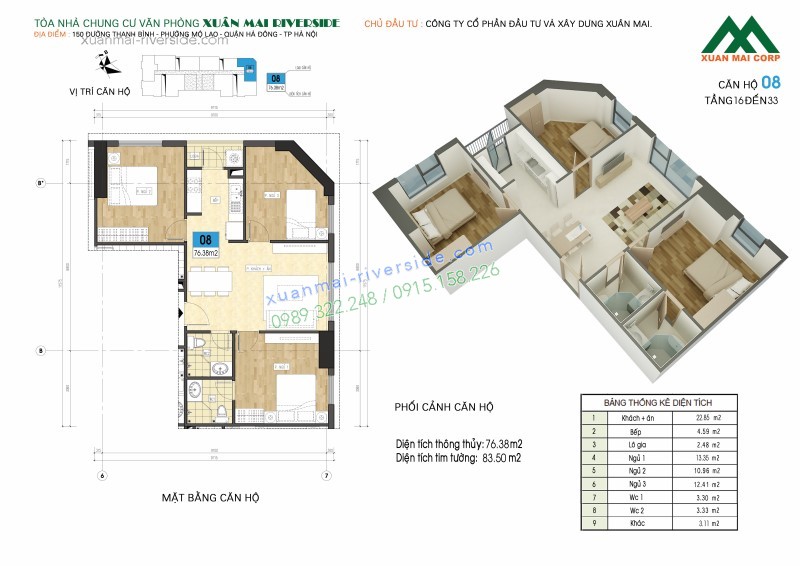 TÒA NHÀ CHUNG CƯ VĂN PHÒNG XUÂN MAI RIVERSIDE
ĐỊA ĐIỂM : 150 ĐƯỜNG THANH BÌNH - PHƯỜNG MỘ LAO - QUẬN HÀ ĐÔNG - TP HÀ NỘI
xuanmai-riverside.com
CHỦ ĐẦU TƯ : CÔNG TY CỔ PHẦN ĐẦU TƯ VÀ XÂY DỰNG XUÂN MAI.
XUAN MAI CORP
CĂN HỘ 08
TẦNG 16 ĐẾN 33
VỊ TRÍ CĂN HỘ
08
76.38m2
08
76.38m2
xuanmai-riverside.com
0989.322.248 / 0915.158.226
B
6
7
MẶT BẰNG CĂN HỘ
PHỐI CẢNH CĂN HỘ
Diện tích thông thủy: 76.38m2
Diện tích tim tường: 83.50m2
BẢNG THỐNG KÊ DIỆN TÍCH
1 Khách + ăn 22.85 m2
2 Bếp 4.59 m2
3 Lô gia 2.48 m2
4 Ngủ 1 13.35 m2
5 Ngủ 2 10.96 m2
6 Ngủ 3 12.41 m2
7 Wc 1 3.30 m2
8 Wc 2 3.33 m2
9 Khác 3.11 m2